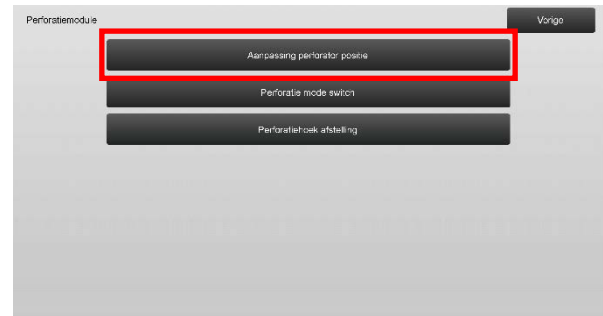 Perforatiemodule
Vorige
Aanpassing perforator positie
Perforatie mode switch
Perforatiehoek afstelling